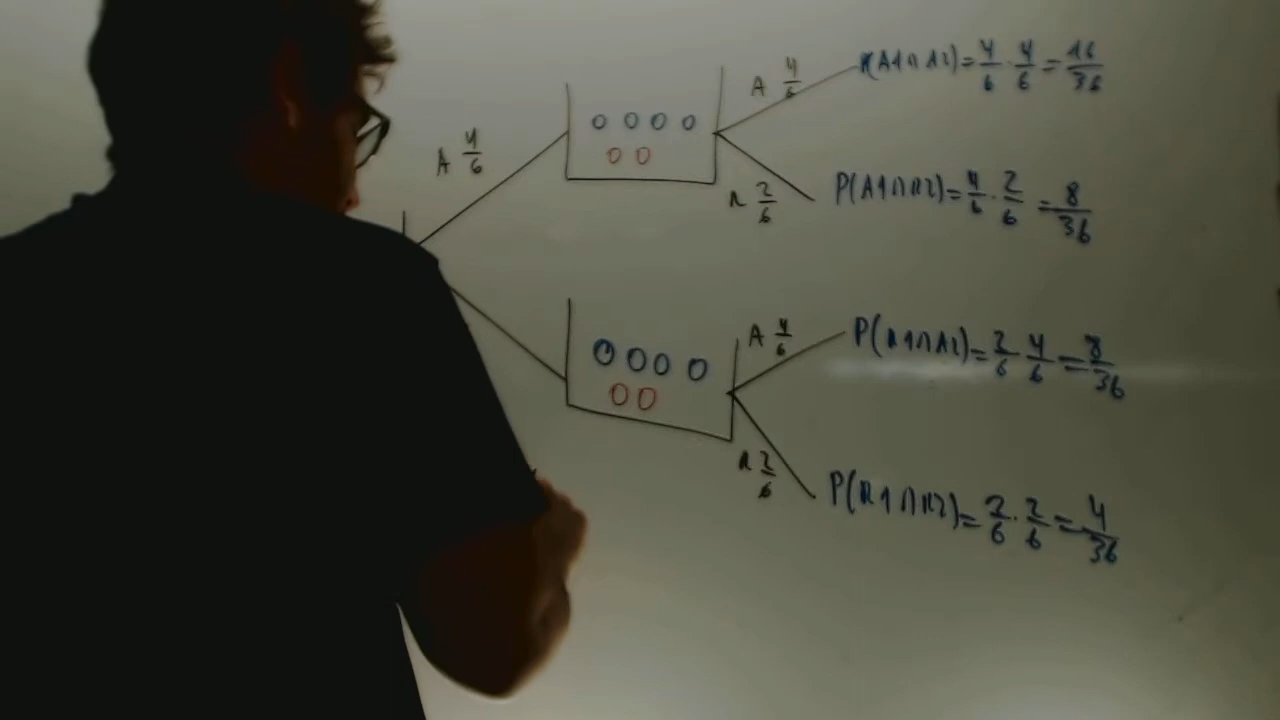 A 4/6
A 4/6
P(A1∩A2)=4/6·4/6=16/36
R 2/6
P(A1∩R2)=4/6·2/6=8/36
A 4/6
P(R1∩A2)=2/6 4/6=8/36
R 2/6
P(R1∩R2)=2/6·2/6=4/36